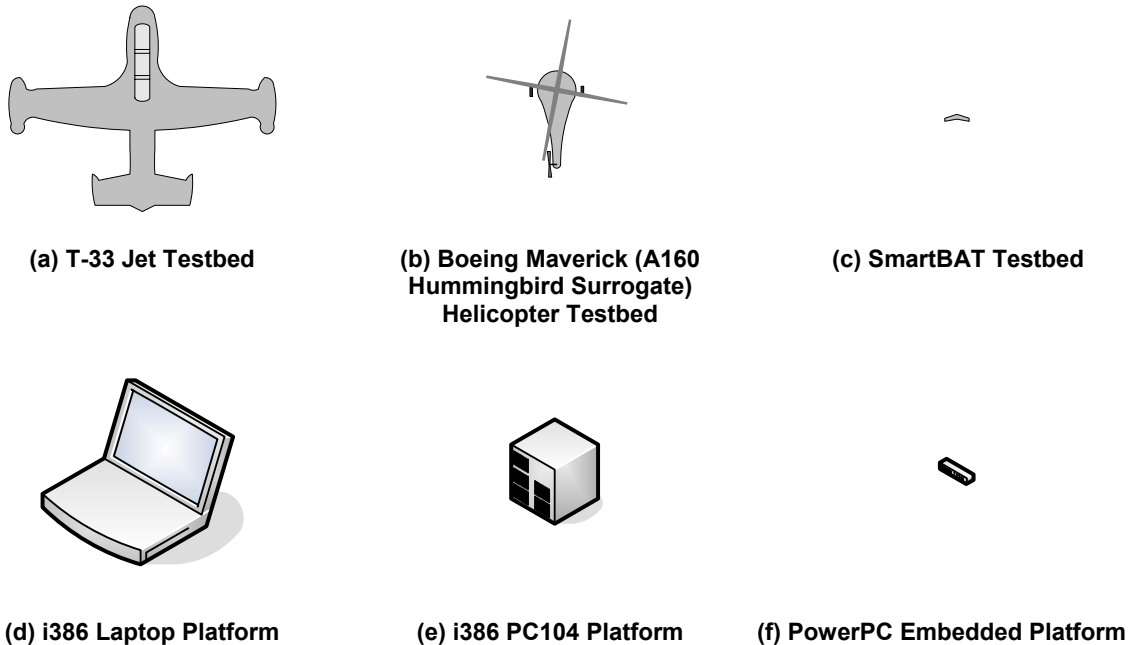 (a) T-33 Jet Testbed
(b) Boeing Maverick (A160
Hummingbird Surrogate)
Helicopter Testbed
(c) SmartBAT Testbed
(d) i386 Laptop Platform
(e) i386 PC104 Platform
(f) PowerPC Embedded Platform